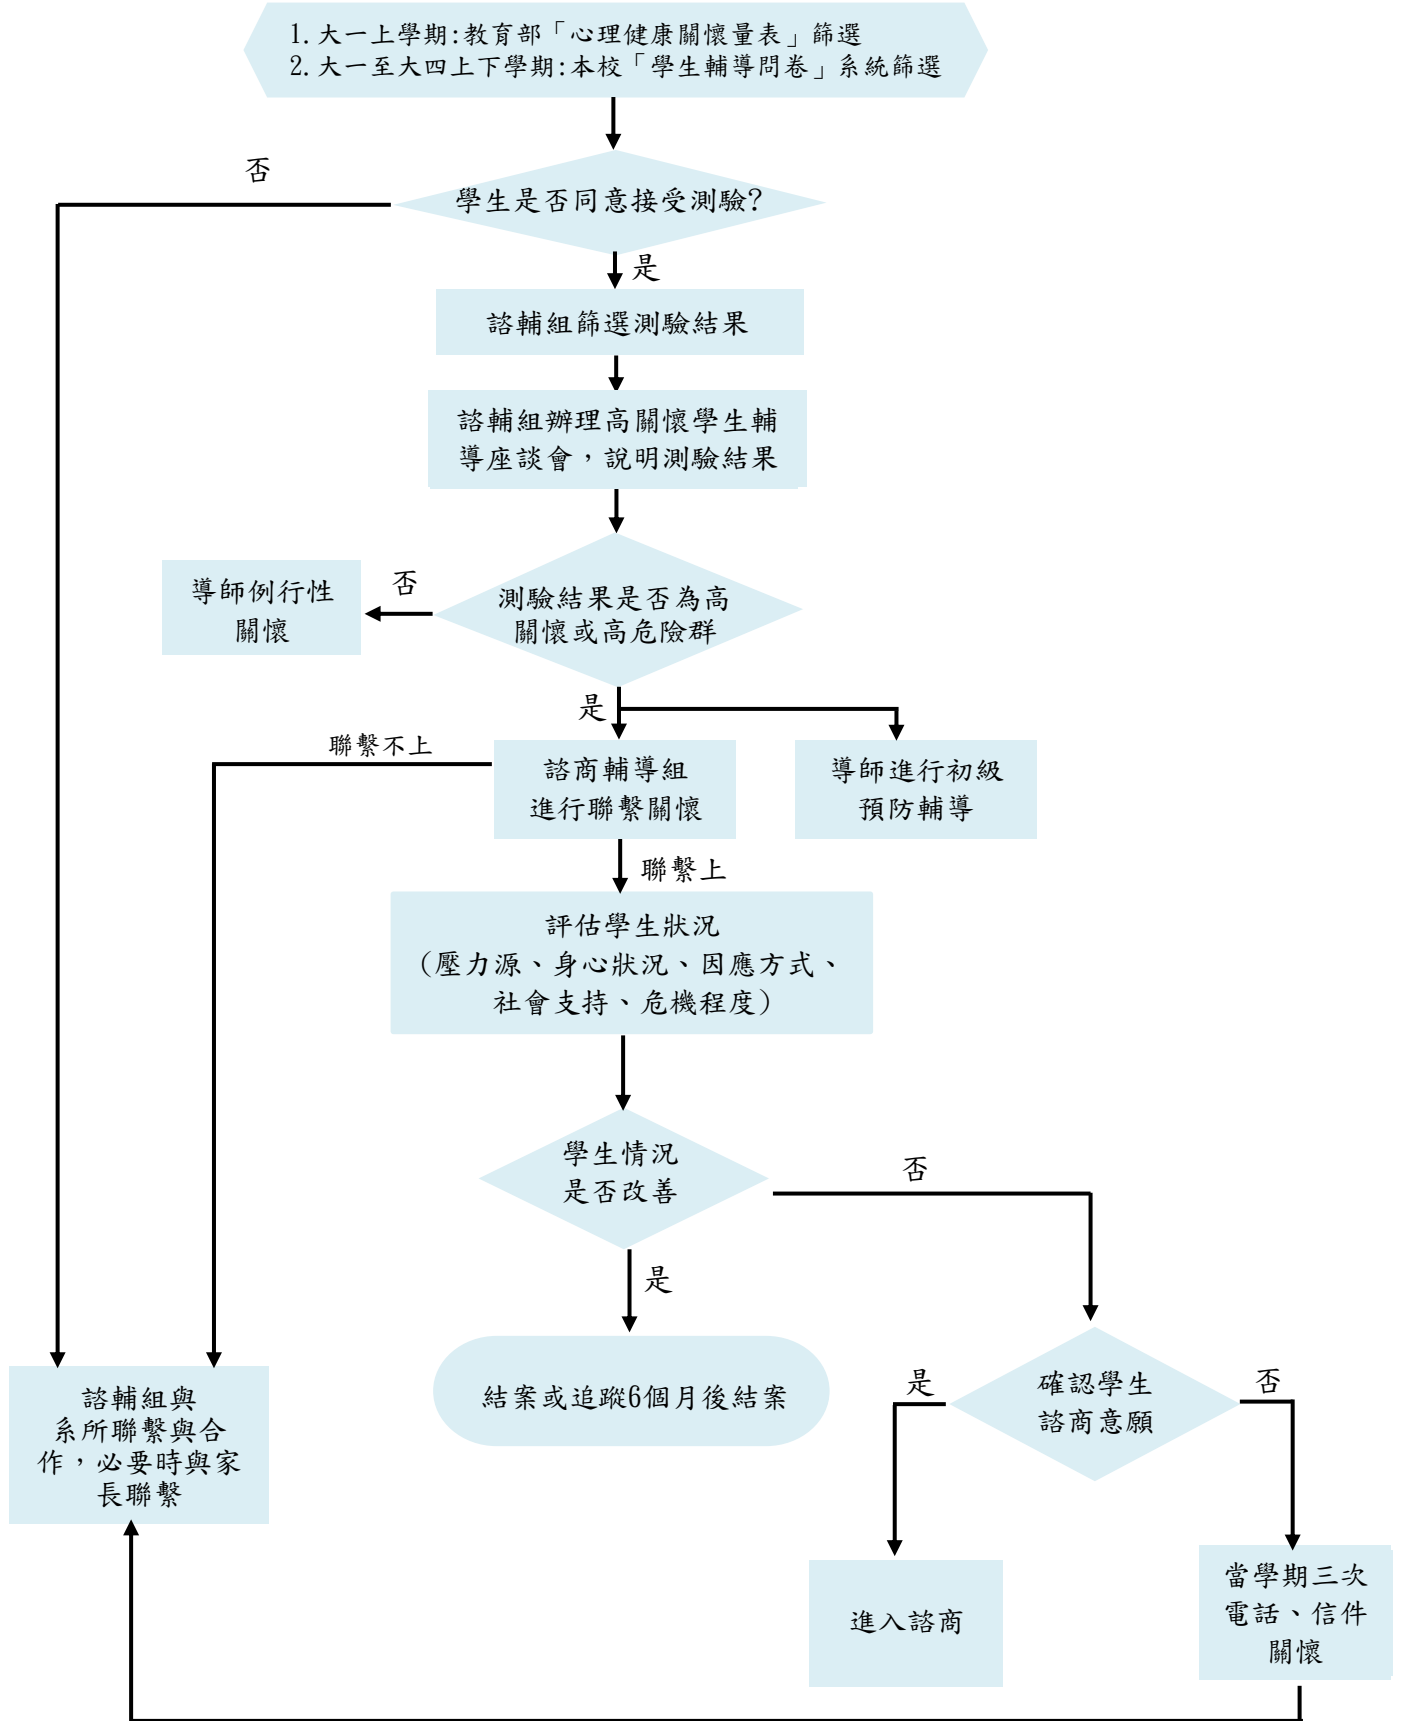 1.大一上學期:教育部「心理健康關懷量表」篩選
2.大一至大四上下學期:本校「學生輔導問卷」系統篩選
否
學生是否同意接受測驗?
是
諮輔組篩選測驗結果
諮輔組辦理高關懷學生輔
導座談會，說明測驗結果
導師例行性
關懷
否
測驗結果是否為高
關懷或高危險群
是
聯繫不上
諮商輔導組
進行聯繫關懷
導師進行初級
預防輔導
聯繫上
評估學生狀況
(壓力源、身心狀況、因應方式、
社會支持、危機程度)
學生情況
是否改善
否
是
結案或追蹤6個月後結案
是
確認學生
諮商意願
否
諮輔組與
系所聯繫與合
作，必要時與家
長聯繫
進入諮商
當學期三次
電話、信件
關懷